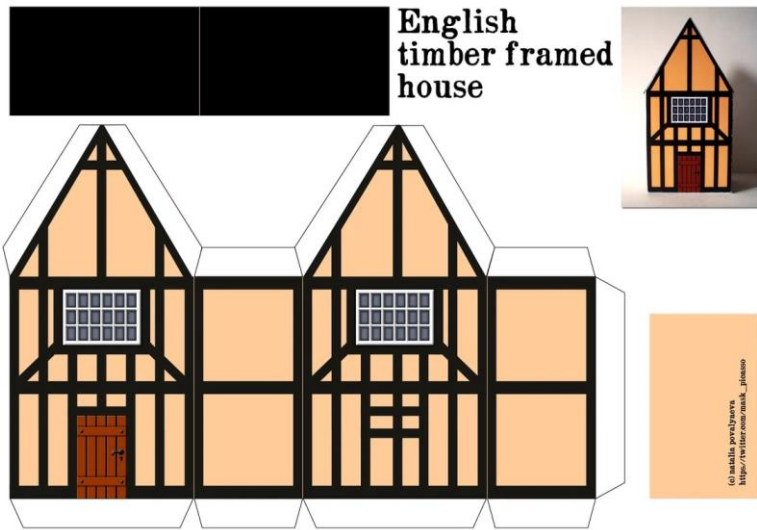 English
timber framed
house
(c) natalia povalyaeva
https://twitter.com/mask_picasso